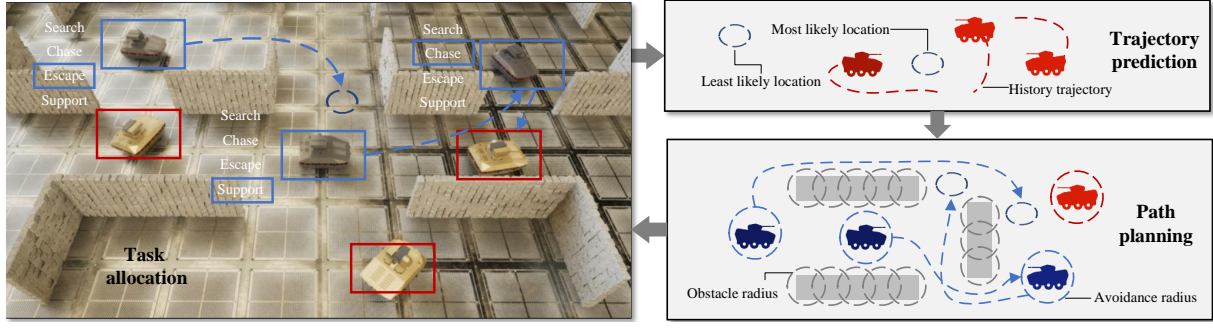 Search
Chase
Escape
Support
Search
Chase
Escape
Support
Search
Chase
Escape
Support
Task
allocation
Most likely location
Least likely location
History trajectory
Trajectory
prediction
Obstacle radius
Avoidance radius
Path
planning